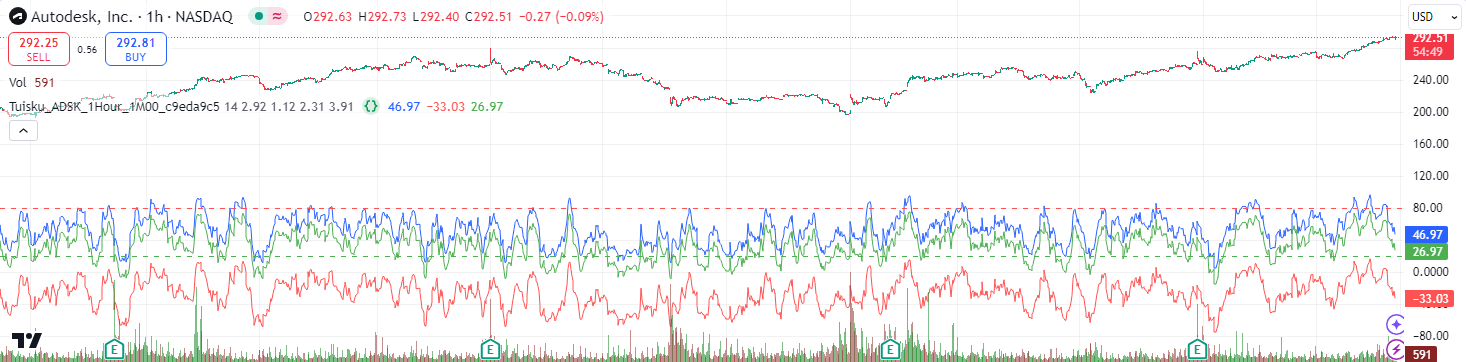 Autodesk, Inc. · 1h · NASDAQ O292.63 H292.73 L292.40 C292.51 −0.27 (−0.09%)
USD
292.25 SELL
0.56
292.81 BUY
Vol 591
Tuisku_ADSK_1Hour_1M00_c9eda9c5 14 2.92 1.12 2.31 3.91 46.97 −33.03 26.97
292.51
54:49
240.00
200.00
160.00
120.00
80.00
46.97
26.97
0.0000
−33.03
−80.00
591
E E E E